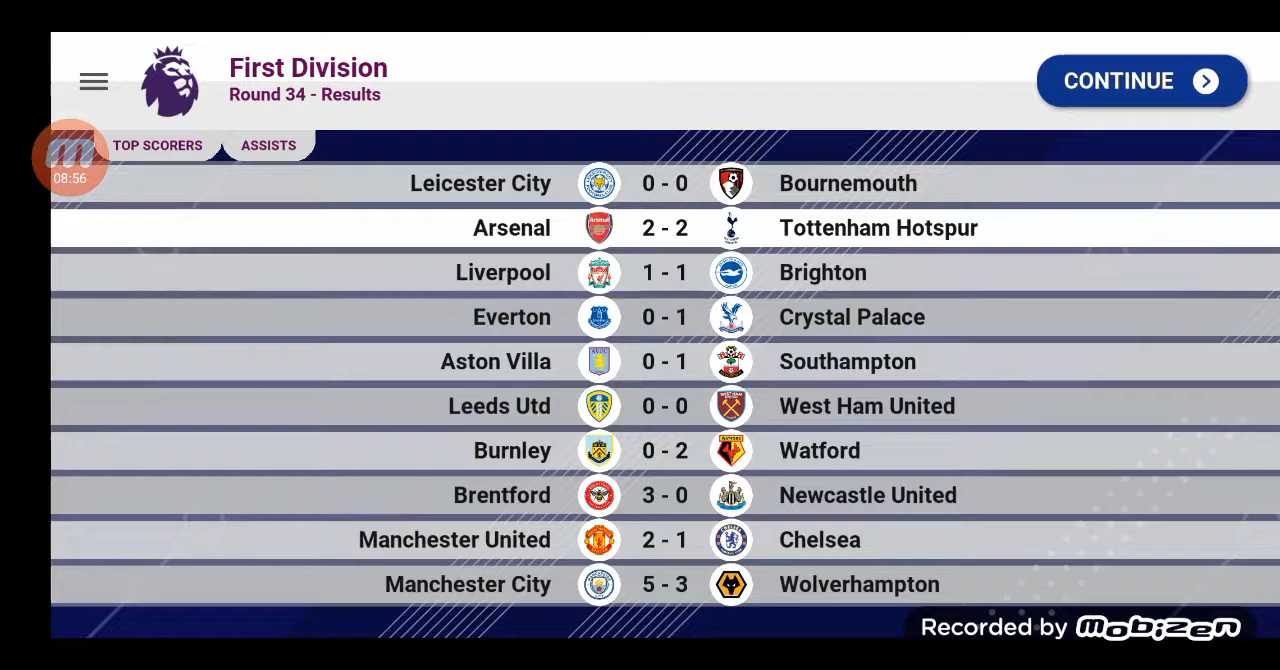 First Division
Round 34 - Results
CONTINUE
TOP SCORERS
ASSISTS
08:56
Leicester City 0 - 0 Bournemouth
Arsenal 2 - 2 Tottenham Hotspur
Liverpool 1 - 1 Brighton
Everton 0 - 1 Crystal Palace
Aston Villa 0 - 1 Southampton
Leeds Utd 0 - 0 West Ham United
Burnley 0 - 2 Watford
Brentford 3 - 0 Newcastle United
Manchester United 2 - 1 Chelsea
Manchester City 5 - 3 Wolverhampton
Recorded by mobizen